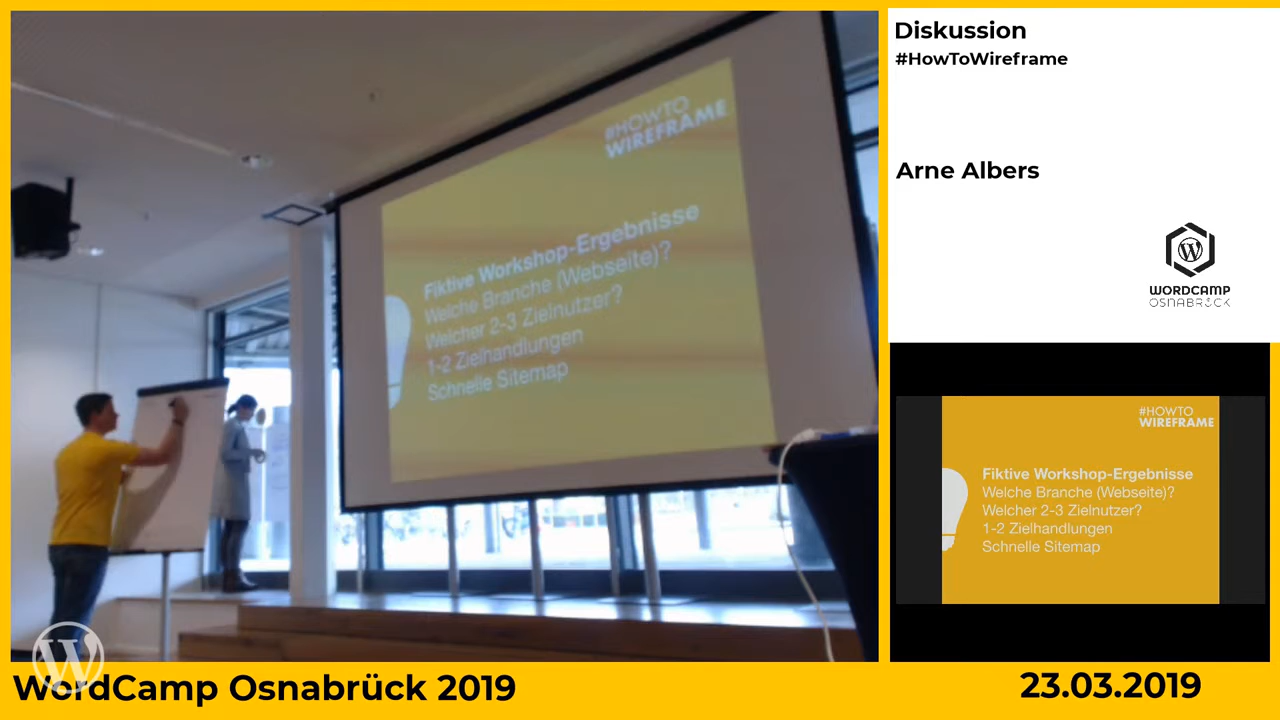 #HOWTO
WIREFRAME
Fiktive Workshop-Ergebnisse
Welche Branche (Webseite)?
Welcher 2-3 Zielnutzer?
1-2 Zielhandlungen
Schnelle Sitemap
Diskussion
#HowToWireframe
Arne Albers
WORDCAMP
OSNABRÜCK
#HOWTO
WIREFRAME
Fiktive Workshop-Ergebnisse
Welche Branche (Webseite)?
Welcher 2-3 Zielnutzer?
1-2 Zielhandlungen
Schnelle Sitemap
WordCamp Osnabrück 2019
23.03.2019